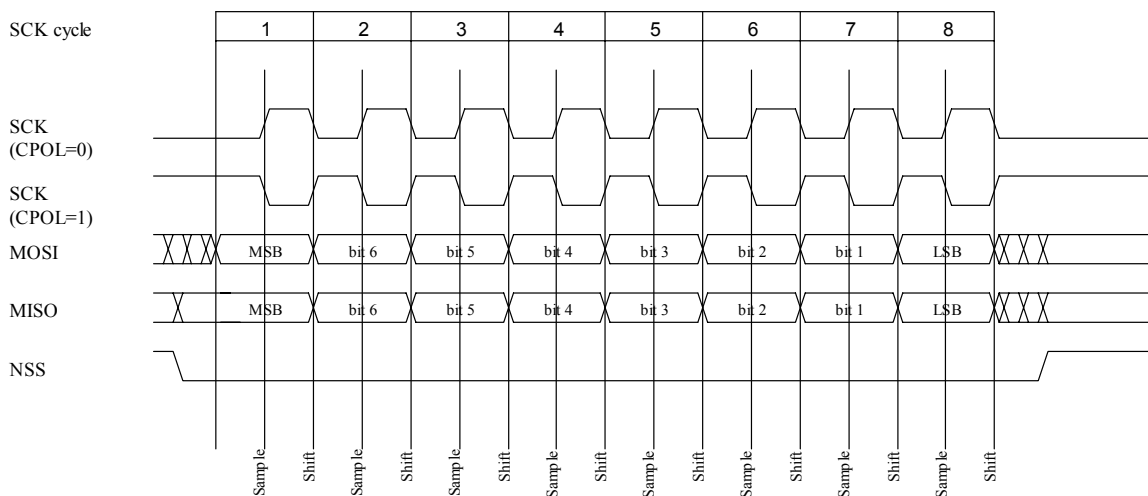 SCK cycle 1 2 3 4 5 6 7 8
SCK
(CPOL=0)
SCK
(CPOL=1)
MOSI MSB bit 6 bit 5 bit 4 bit 3 bit 2 bit 1 LSB
MISO MSB bit 6 bit 5 bit 4 bit 3 bit 2 bit 1 LSB
NSS
Sample Shift Sample Shift Sample Shift Sample Shift Sample Shift Sample Shift Sample Shift Sample Shift